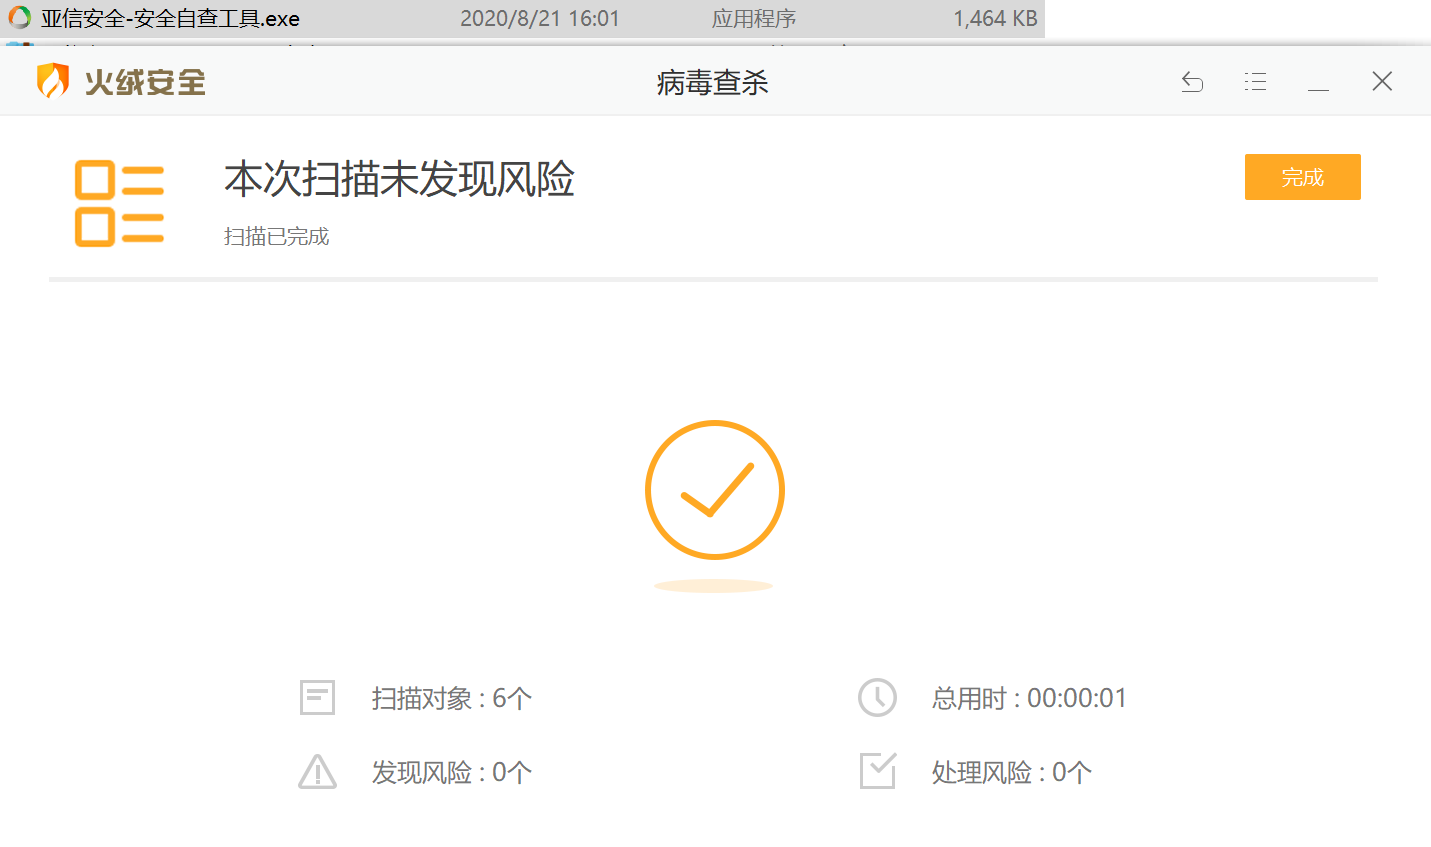 亚信安全-安全自查工具.exe 2020/8/21 16:01 应用程序 1,464 KB
火绒安全 病毒查杀
本次扫描未发现风险 完成
扫描已完成
扫描对象 : 6个 总用时 : 00:00:01
发现风险 : 0个 处理风险 : 0个